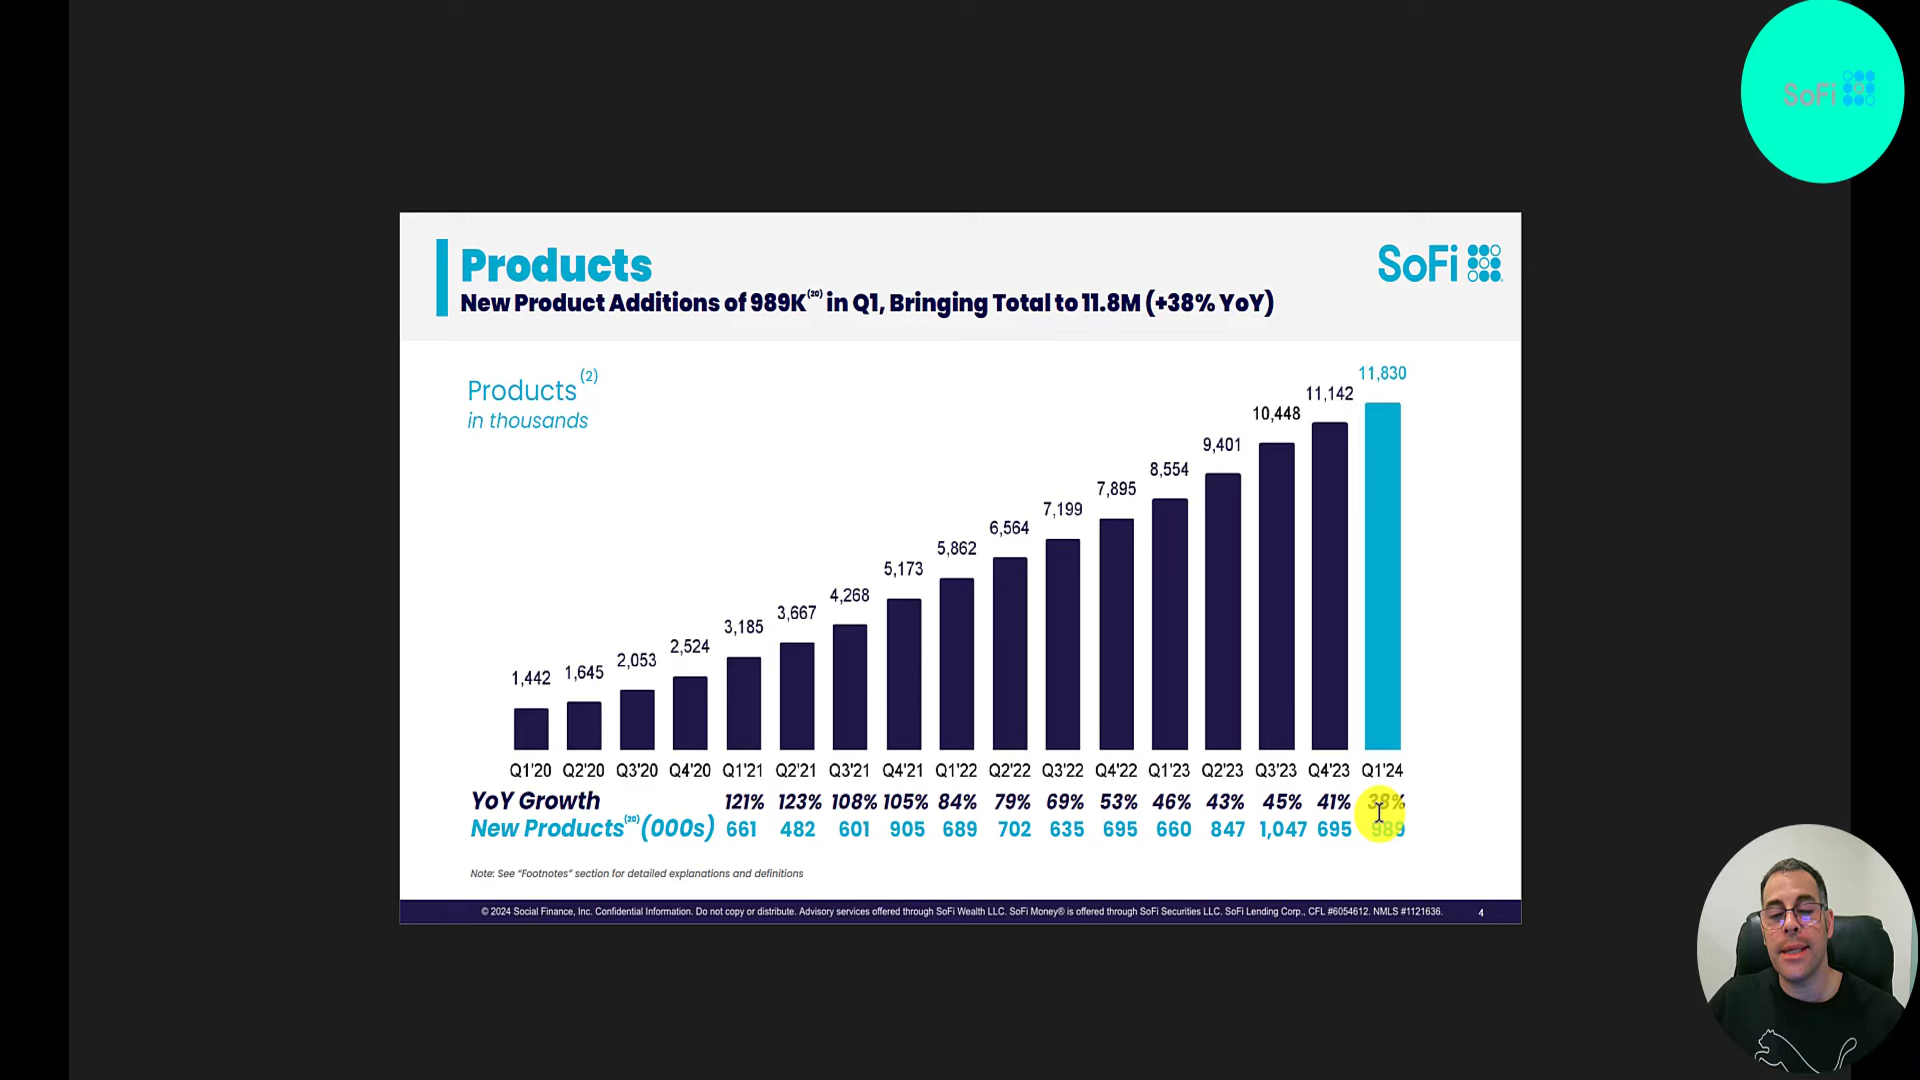 SoFi
Products
SoFi
New Product Additions of 989K(20) in Q1, Bringing Total to 11.8M (+38% YoY)
Products (2)
in thousands
1,442 1,645 2,053 2,524 3,185 3,667 4,268 5,173 5,862 6,564 7,199 7,895 8,554 9,401 10,448 11,142 11,830
Q1'20 Q2'20 Q3'20 Q4'20 Q1'21 Q2'21 Q3'21 Q4'21 Q1'22 Q2'22 Q3'22 Q4'22 Q1'23 Q2'23 Q3'23 Q4'23 Q1'24
YoY Growth 121% 123% 108% 105% 84% 79% 69% 53% 46% 43% 45% 41% 38%
New Products(20) (000s) 661 482 601 905 689 702 635 695 660 847 1,047 695 989
Note: See "Footnotes" section for detailed explanations and definitions
© 2024 Social Finance, Inc. Confidential Information. Do not copy or distribute. Advisory services offered through SoFi Wealth LLC. SoFi Money® is offered through SoFi Securities LLC. SoFi Lending Corp., CFL #6054612. NMLS #1121636. 4